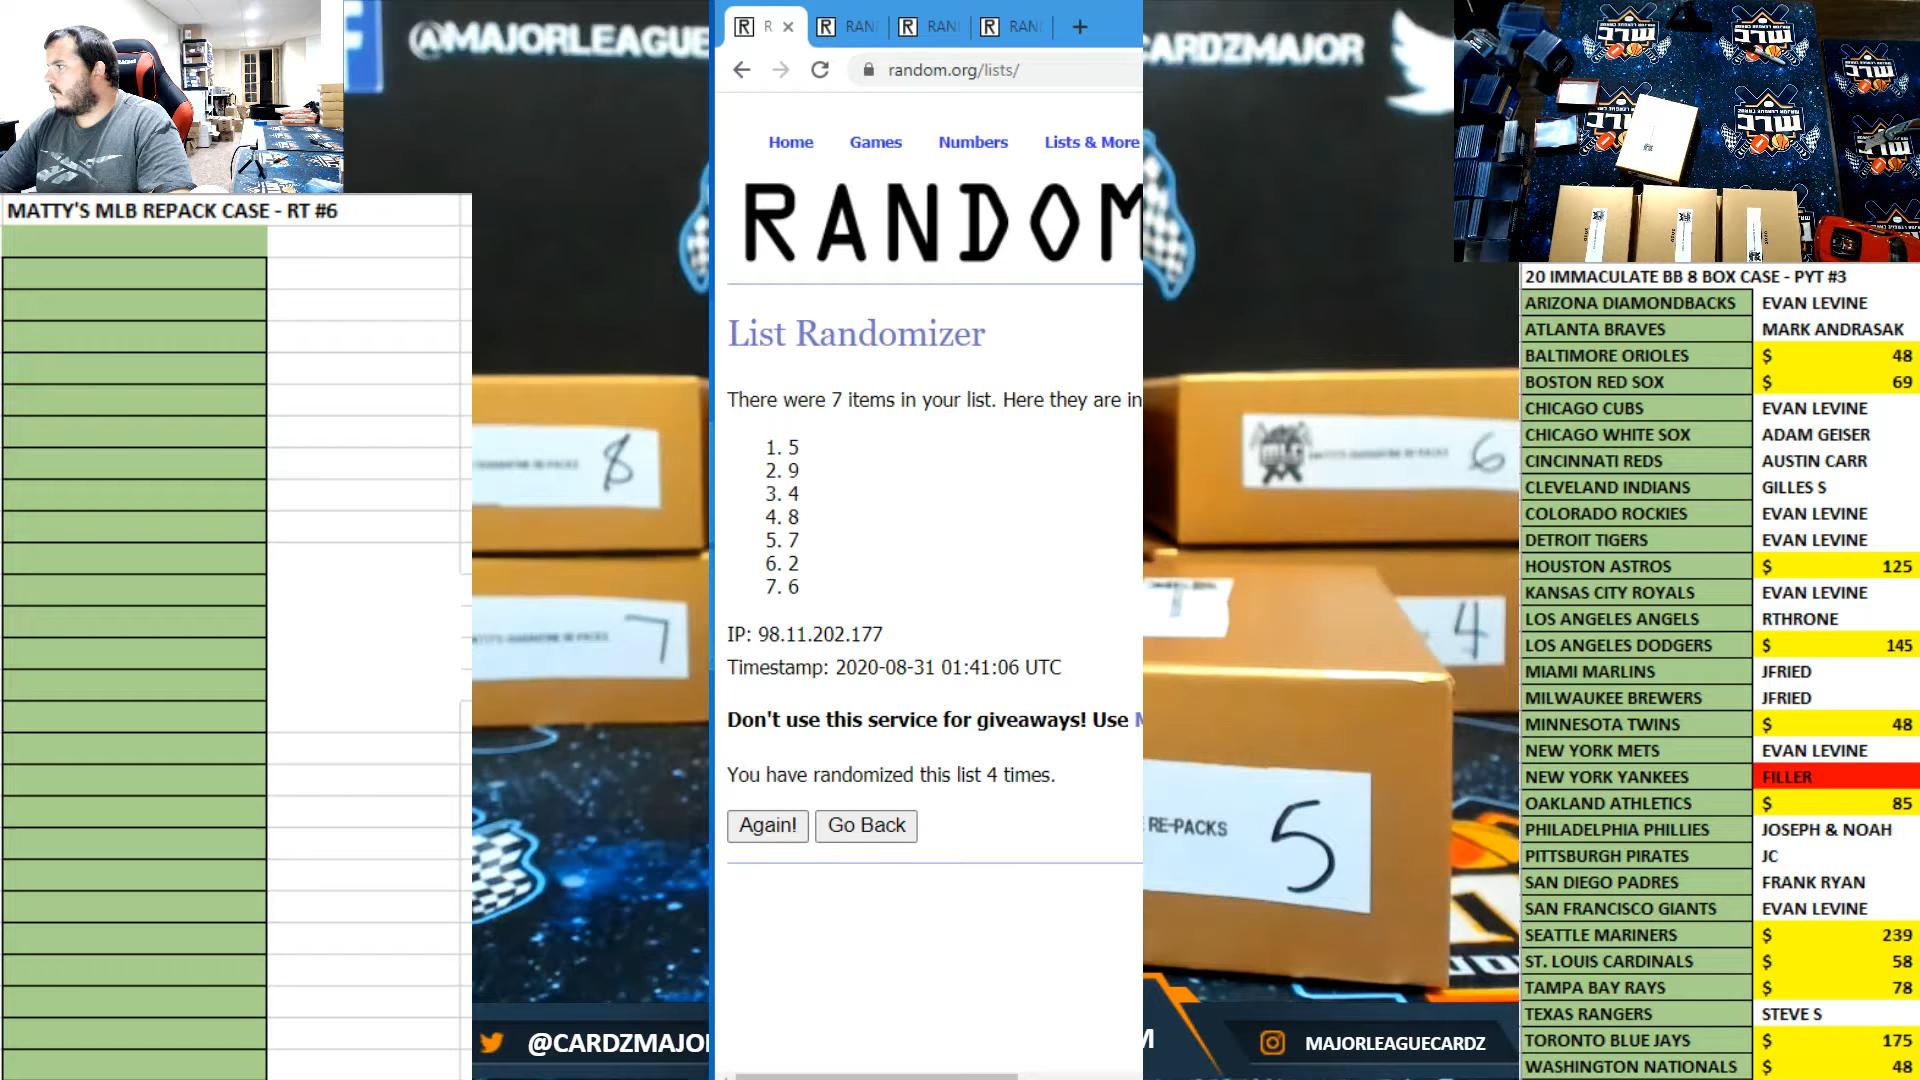 @MAJORLEAGUE
CARDZMAJOR
MATTY'S MLB REPACK CASE - RT #6
R
RAN
RAN
RAN
random.org/lists/
Home
Games
Numbers
Lists & More
RANDOM
List Randomizer
There were 7 items in your list. Here they are in
1. 5
2. 9
3. 4
4. 8
5. 7
6. 2
7. 6
IP: 98.11.202.177
Timestamp: 2020-08-31 01:41:06 UTC
Don't use this service for giveaways! Use
You have randomized this list 4 times.
Again!
Go Back
8
7
6
4
RE-PACKS
5
@CARDZMAJO
MAJORLEAGUECARDZ
20 IMMACULATE BB 8 BOX CASE - PYT #3
ARIZONA DIAMONDBACKS EVAN LEVINE
ATLANTA BRAVES MARK ANDRASAK
BALTIMORE ORIOLES $ 48
BOSTON RED SOX $ 69
CHICAGO CUBS EVAN LEVINE
CHICAGO WHITE SOX ADAM GEISER
CINCINNATI REDS AUSTIN CARR
CLEVELAND INDIANS GILLES S
COLORADO ROCKIES EVAN LEVINE
DETROIT TIGERS EVAN LEVINE
HOUSTON ASTROS $ 125
KANSAS CITY ROYALS EVAN LEVINE
LOS ANGELES ANGELS RTHRONE
LOS ANGELES DODGERS $ 145
MIAMI MARLINS JFRIED
MILWAUKEE BREWERS JFRIED
MINNESOTA TWINS $ 48
NEW YORK METS EVAN LEVINE
NEW YORK YANKEES FILLER
OAKLAND ATHLETICS $ 85
PHILADELPHIA PHILLIES JOSEPH & NOAH
PITTSBURGH PIRATES JC
SAN DIEGO PADRES FRANK RYAN
SAN FRANCISCO GIANTS EVAN LEVINE
SEATTLE MARINERS $ 239
ST. LOUIS CARDINALS $ 58
TAMPA BAY RAYS $ 78
TEXAS RANGERS STEVE S
TORONTO BLUE JAYS $ 175
WASHINGTON NATIONALS $ 48